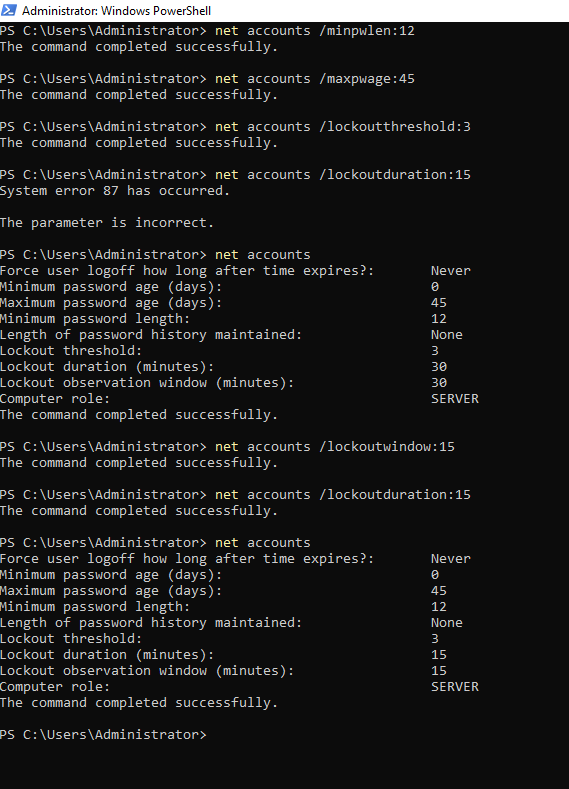 Administrator: Windows PowerShell
PS C:\Users\Administrator> net accounts /minpwlen:12
The command completed successfully.
PS C:\Users\Administrator> net accounts /maxpwage:45
The command completed successfully.
PS C:\Users\Administrator> net accounts /lockoutthreshold:3
The command completed successfully.
PS C:\Users\Administrator> net accounts /lockoutduration:15
System error 87 has occurred.
The parameter is incorrect.
PS C:\Users\Administrator> net accounts
Force user logoff how long after time expires?:       Never
Minimum password age (days):                          0
Maximum password age (days):                          45
Minimum password length:                              12
Length of password history maintained:                None
Lockout threshold:                                    3
Lockout duration (minutes):                           30
Lockout observation window (minutes):                 30
Computer role:                                        SERVER
The command completed successfully.
PS C:\Users\Administrator> net accounts /lockoutwindow:15
The command completed successfully.
PS C:\Users\Administrator> net accounts /lockoutduration:15
The command completed successfully.
PS C:\Users\Administrator> net accounts
Force user logoff how long after time expires?:       Never
Minimum password age (days):                          0
Maximum password age (days):                          45
Minimum password length:                              12
Length of password history maintained:                None
Lockout threshold:                                    3
Lockout duration (minutes):                           15
Lockout observation window (minutes):                 15
Computer role:                                        SERVER
The command completed successfully.
PS C:\Users\Administrator>